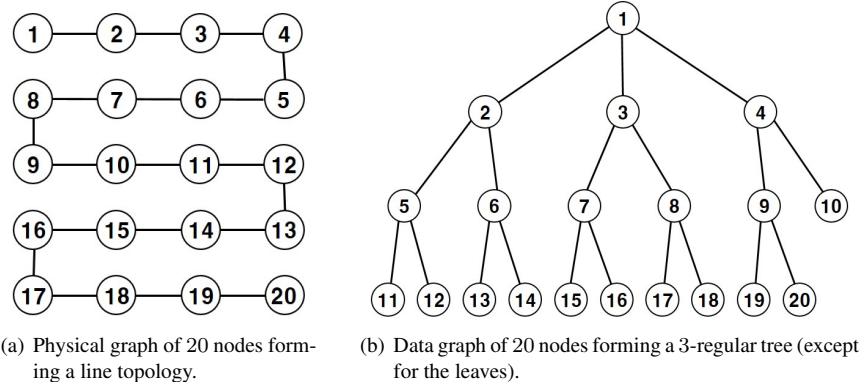 1 2 3 4
8 7 6 5
9 10 11 12
16 15 14 13
17 18 19 20
(a) Physical graph of 20 nodes form-
ing a line topology.
1
2 3 4
5 6 7 8 9 10
11 12 13 14 15 16 17 18 19 20
(b) Data graph of 20 nodes forming a 3-regular tree (except
for the leaves).